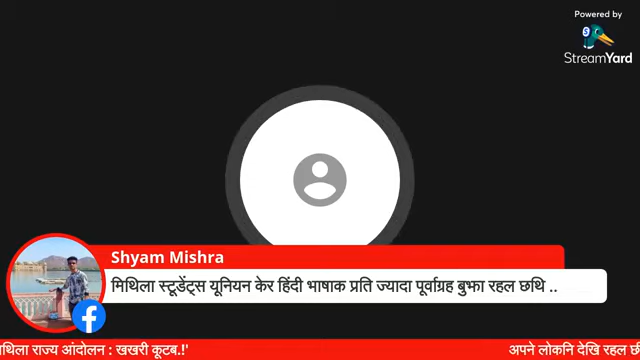 Powered by
StreamYard
Shyam Mishra
मिथिला स्टूडेंट्स यूनियन केर हिंदी भाषाक प्रति ज्यादा पूर्वाग्रह बुझा रहल छथि ..
मिथिला राज्य आंदोलन : खखरी कूटब.!' अपने लोकनि देखि रहल